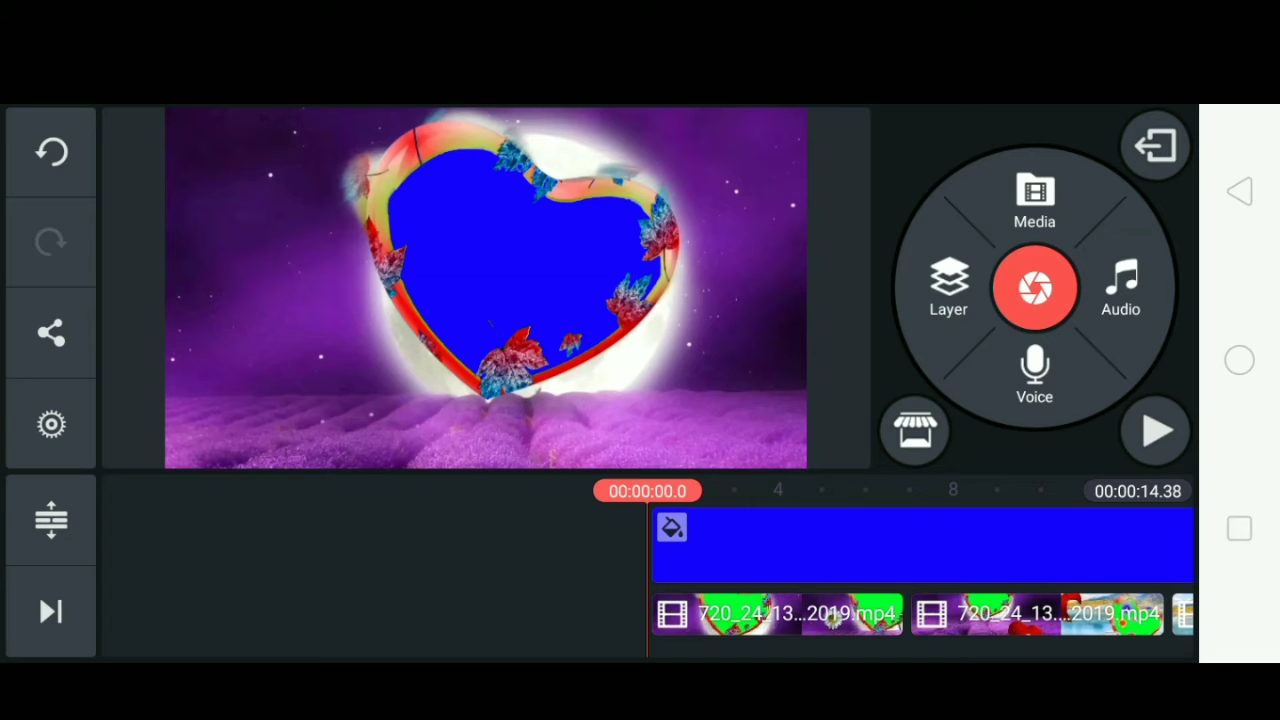 Media
Layer
Audio
Voice
00:00:00.0
4
8
00:00:14.38
720_24_13...2019.mp4
720_24_13....2019.mp4